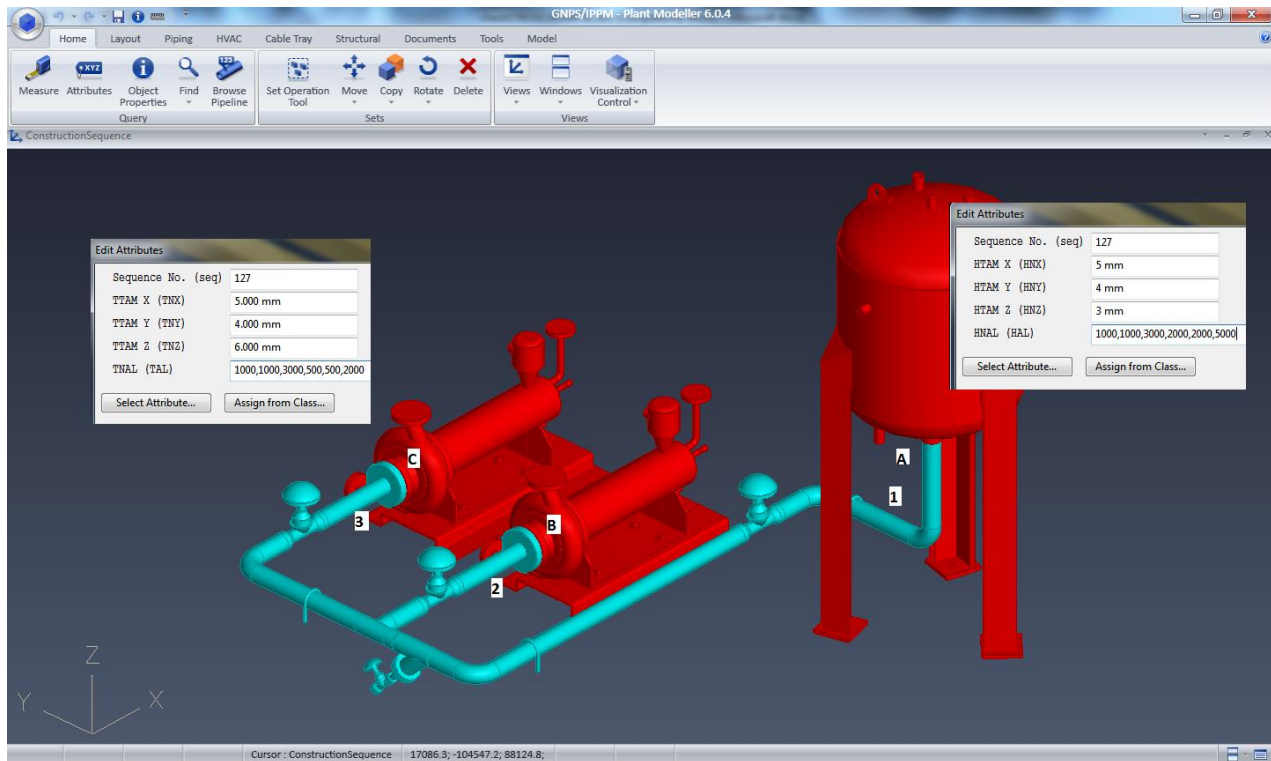 GNPS/IPPM - Plant Modeller 6.0.4
Home Layout Piping HVAC Cable Tray Structural Documents Tools Model
XYZ 123
Measure Attributes Object Properties Find Browse Pipeline Set Operation Tool Move Copy Rotate Delete Views Windows Visualization Control
Query Sets Views
ConstructionSequence
Edit Attributes
Sequence No. (seq) 127
TTAM X (TNX) 5.000 mm
TTAM Y (TNY) 4.000 mm
TTAM Z (TNZ) 6.000 mm
TNAL (TAL) 1000,1000,3000,500,500,2000
Select Attribute... Assign from Class...
Edit Attributes
Sequence No. (seq) 127
HTAM X (HNX) 5 mm
HTAM Y (HNY) 4 mm
HTAM Z (HNZ) 3 mm
HNAL (HAL) 1000,1000,3000,2000,2000,5000
Select Attribute... Assign from Class...
A
C
1
3
B
2
Z
Y X
Cursor : ConstructionSequence 17086.3; -104547.2; 88124.8;